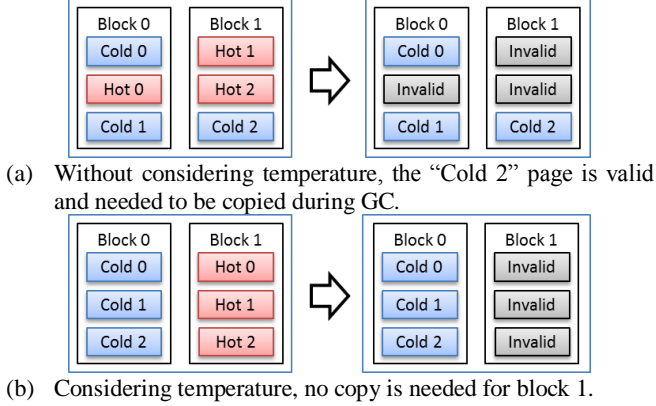 Block 0 Block 1 Block 0 Block 1
Cold 0 Hot 1 Cold 0 Invalid
Hot 0 Hot 2 Invalid Invalid
Cold 1 Cold 2 Cold 1 Cold 2
(a) Without considering temperature, the “Cold 2” page is valid
and needed to be copied during GC.
Block 0 Block 1 Block 0 Block 1
Cold 0 Hot 0 Cold 0 Invalid
Cold 1 Hot 1 Cold 1 Invalid
Cold 2 Hot 2 Cold 2 Invalid
(b) Considering temperature, no copy is needed for block 1.